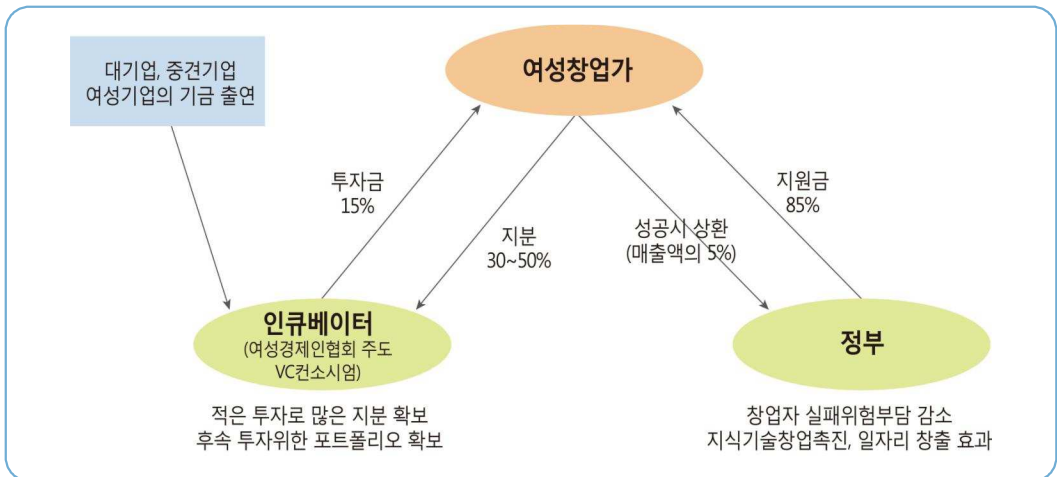 대기업, 중견기업
여성기업의 기금 출연
여성창업가
투자금
15%
지분
30~50%
성공시 상환
(매출액의 5%)
지원금
85%
인큐베이터
(여성경제인협회 주도
VC컨소시엄)
정부
적은 투자로 많은 지분 확보
후속 투자위한 포트폴리오 확보
창업자 실패위험부담 감소
지식기술창업촉진, 일자리 창출 효과